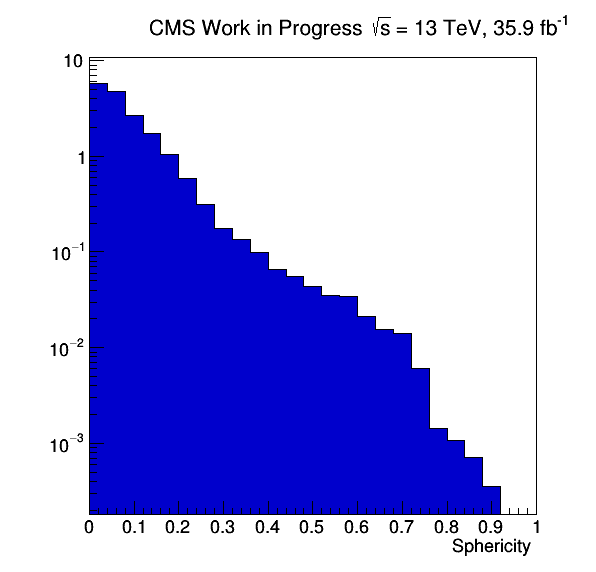 CMS Work in Progress √s = 13 TeV, 35.9 fb⁻¹
10
1
10⁻¹
10⁻²
10⁻³
0 0.1 0.2 0.3 0.4 0.5 0.6 0.7 0.8 0.9 1
Sphericity